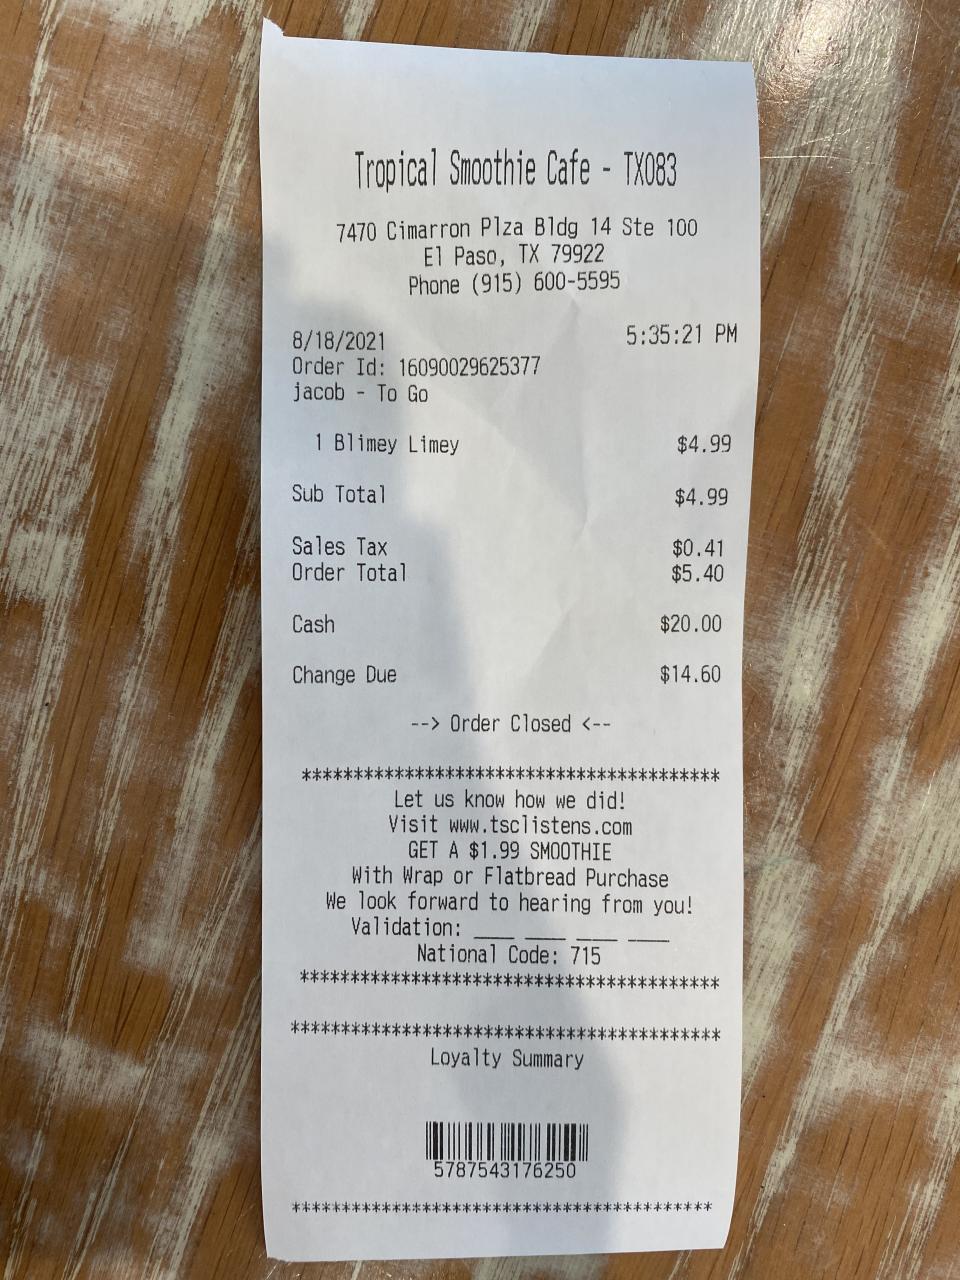 Tropical Smoothie Cafe - TX083
7470 Cimarron Plza Bldg 14 Ste 100
El Paso, TX 79922
Phone (915) 600-5595
8/18/2021 5:35:21 PM
Order Id: 16090029625377
jacob - To Go
1 Blimey Limey $4.99
Sub Total $4.99
Sales Tax $0.41
Order Total $5.40
Cash $20.00
Change Due $14.60
--> Order Closed <--
*****************************************
Let us know how we did!
Visit www.tsclistens.com
GET A $1.99 SMOOTHIE
With Wrap or Flatbread Purchase
We look forward to hearing from you!
Validation: ____ ____ ____ ____
National Code: 715
*****************************************
*****************************************
Loyalty Summary
5787543176250
*****************************************